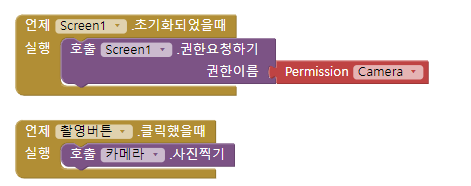 언제 Screen1 .초기화되었을때
실행 호출 Screen1 .권한요청하기
권한이름 Permission Camera
언제 촬영버튼 .클릭했을때
실행 호출 카메라 .사진찍기